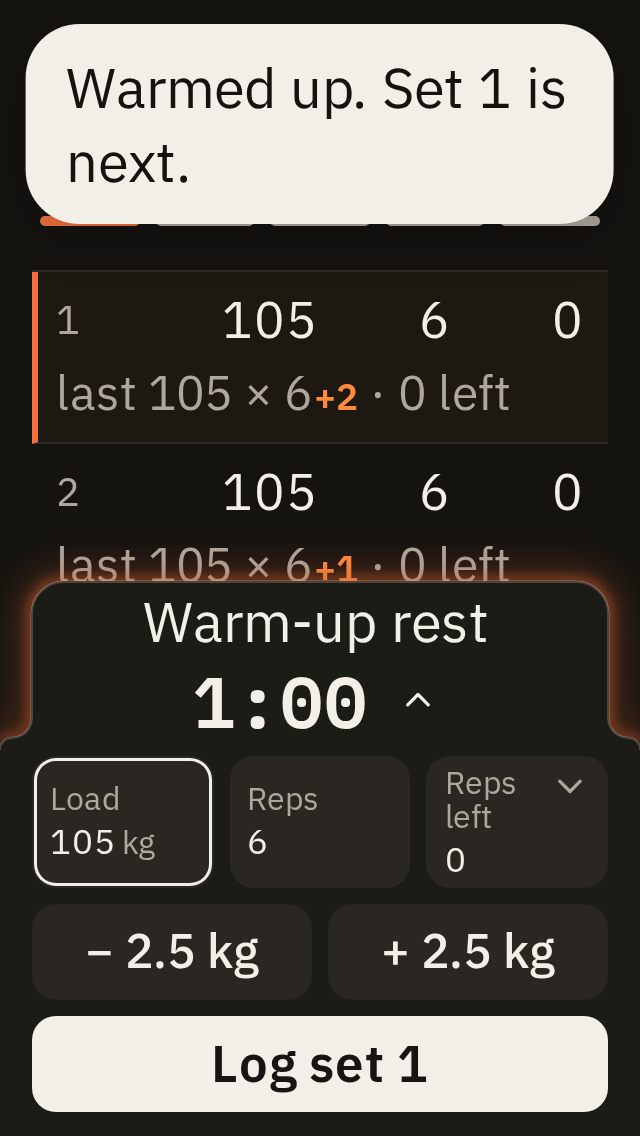 Warmed up. Set 1 is
next.
1 105 6 0
last 105 × 6+2 · 0 left
2 105 6 0
last 105 × 6+1 · 0 left
Warm-up rest
1:00
Load
105 kg
Reps
6
Reps
left
0
− 2.5 kg
+ 2.5 kg
Log set 1